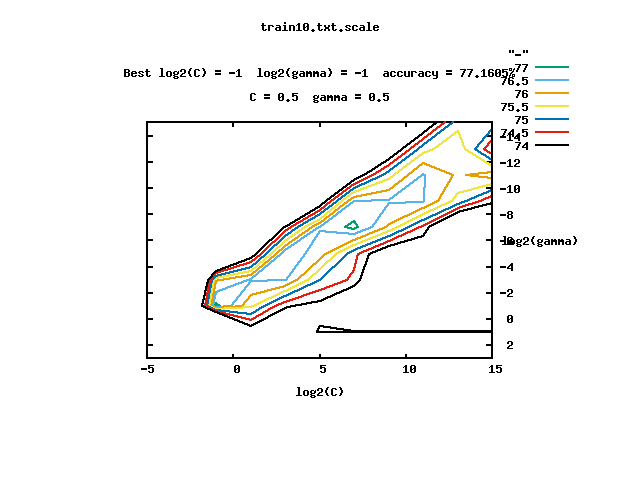 train10.txt.scale
"-"
Best log2(C) = -1 log2(gamma) = -1 accuracy = 77.1605%
77
76.5
C = 0.5 gamma = 0.5
76
75.5
75
74.5
74
-14
-12
-10
-8
-6
log2(gamma)
-4
-2
0
2
-5 0 5 10 15
log2(C)